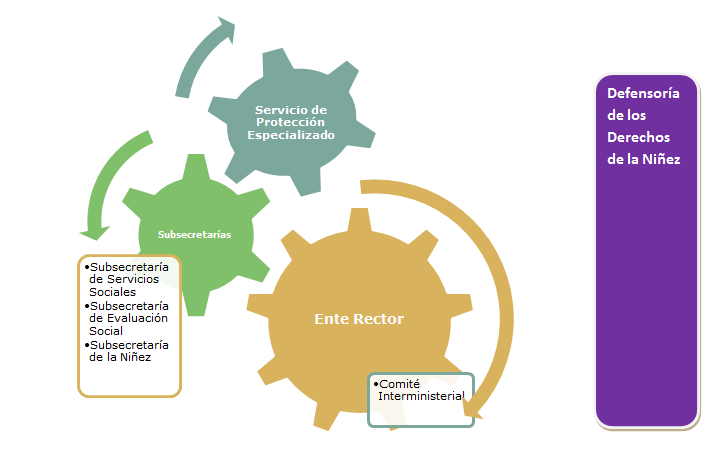 Servicio de
Protección
Especializado
Subsecretarías
•Subsecretaría
de Servicios
Sociales
•Subsecretaría
de Evaluación
Social
•Subsecretaría
de la Niñez
Ente Rector
•Comité
Interministerial
Defensoría
de los
Derechos
de la Niñez